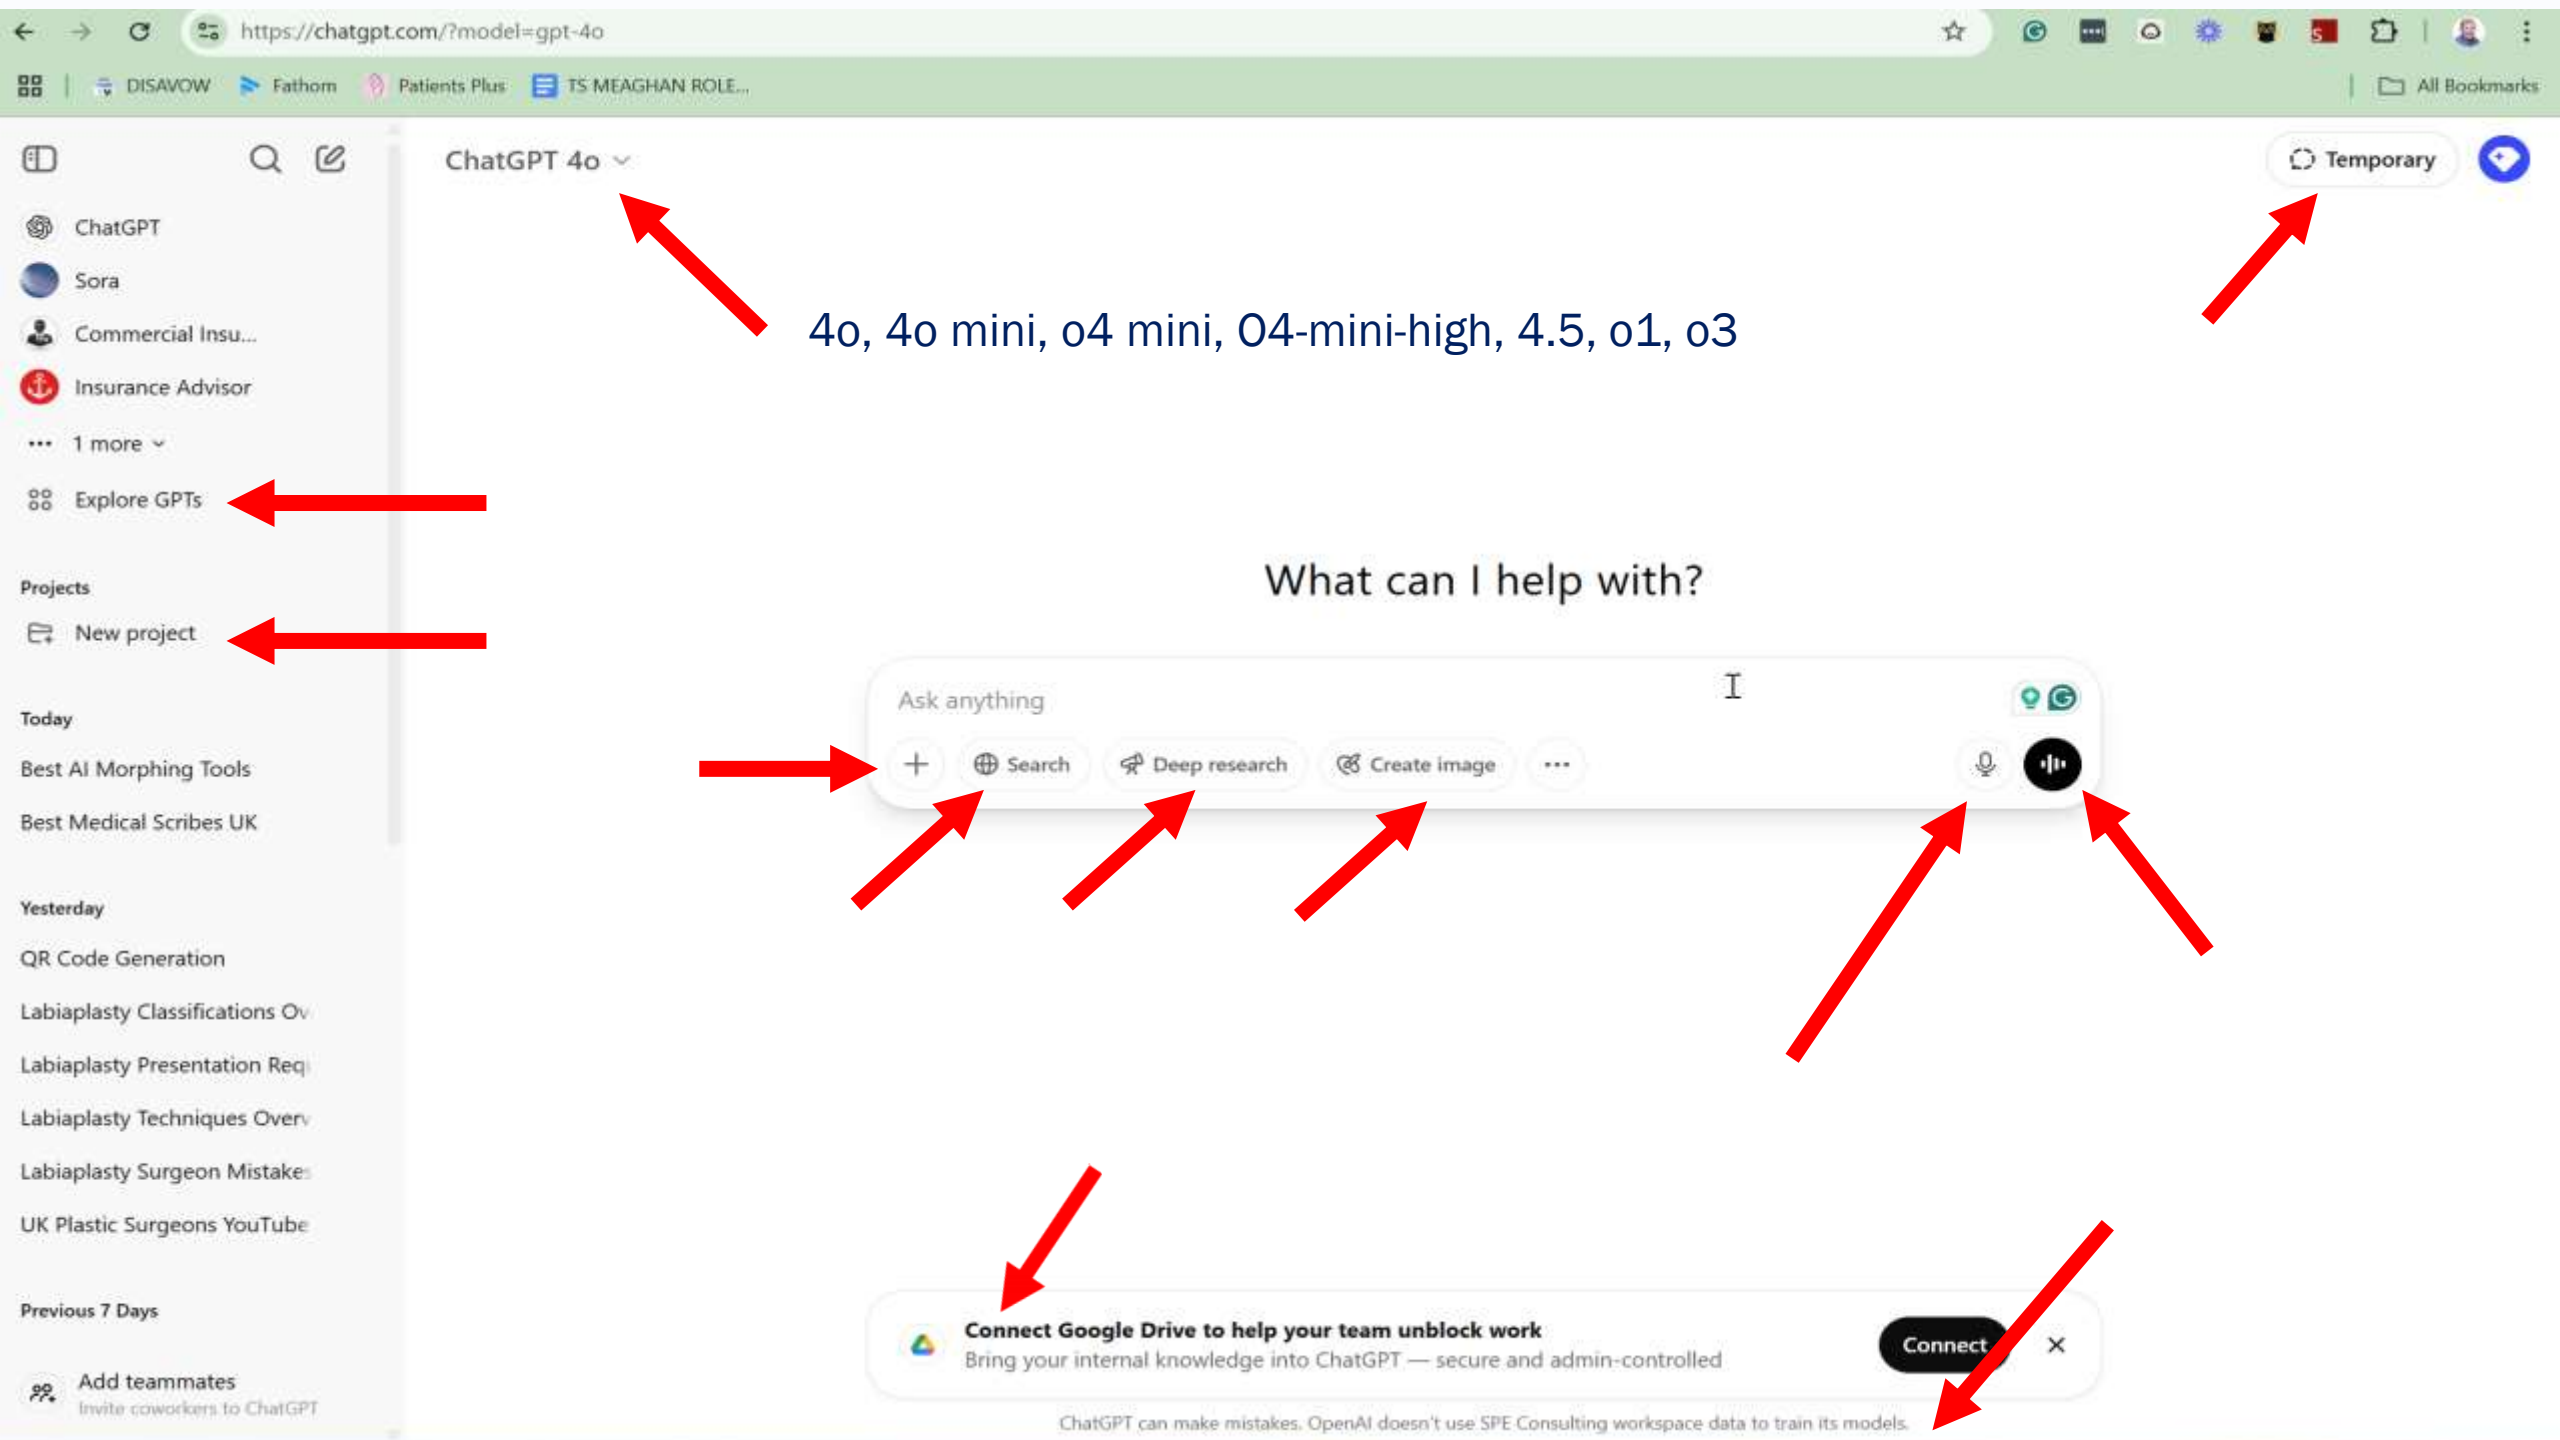 https://chatgpt.com/?model=gpt-4o
DISAVOW
Fathom
Patients Plus
TS MEAGHAN ROLE...
All Bookmarks
ChatGPT 4o
Temporary
ChatGPT
Sora
Commercial Insu...
Insurance Advisor
1 more
Explore GPTs
Projects
New project
Today
Best AI Morphing Tools
Best Medical Scribes UK
Yesterday
QR Code Generation
Labiaplasty Classifications Ov
Labiaplasty Presentation Req
Labiaplasty Techniques Overv
Labiaplasty Surgeon Mistakes
UK Plastic Surgeons YouTube
Previous 7 Days
Add teammates
Invite coworkers to ChatGPT
4o, 4o mini, o4 mini, O4-mini-high, 4.5, o1, o3
What can I help with?
Ask anything
Search
Deep research
Create image
Connect Google Drive to help your team unblock work
Bring your internal knowledge into ChatGPT — secure and admin-controlled
Connect
ChatGPT can make mistakes. OpenAI doesn't use SPE Consulting workspace data to train its models.